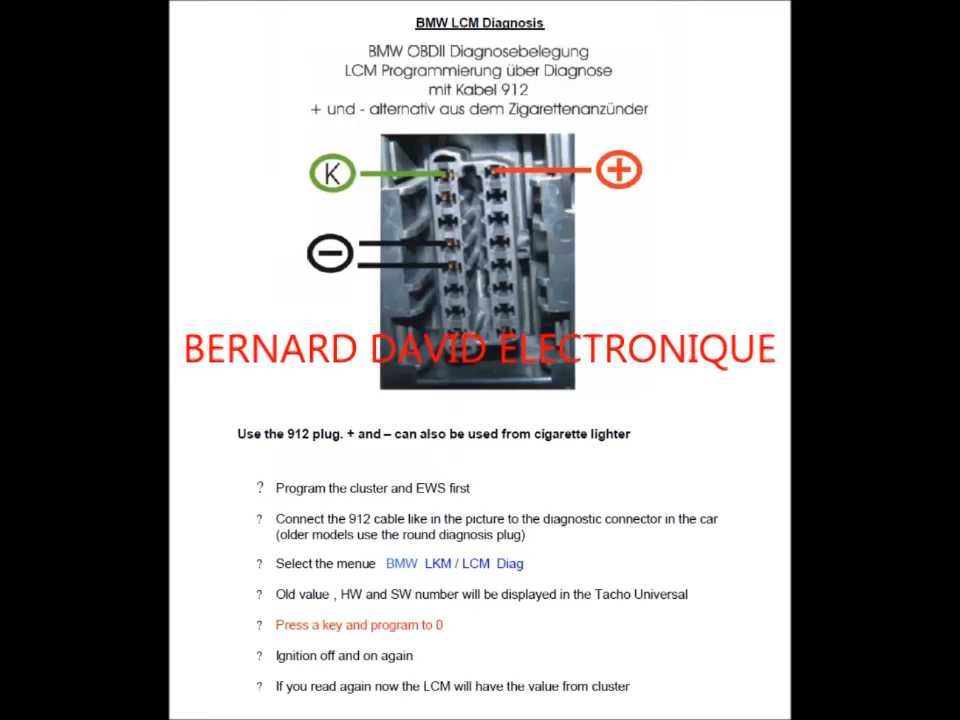 BMW LCM Diagnosis
BMW OBDII Diagnosebelegung
LCM Programmierung über Diagnose
mit Kabel 912
+ und - alternativ aus dem Zigarettenanzünder
K
+
−
BERNARD DAVID ELECTRONIQUE
Use the 912 plug. + and – can also be used from cigarette lighter
? Program the cluster and EWS first
? Connect the 912 cable like in the picture to the diagnostic connector in the car
(older models use the round diagnosis plug)
? Select the menue BMW LKM / LCM Diag
? Old value , HW and SW number will be displayed in the Tacho Universal
? Press a key and program to 0
? Ignition off and on again
? If you read again now the LCM will have the value from cluster